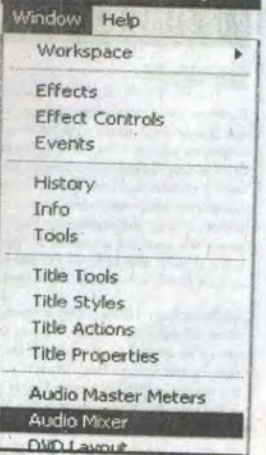 Window Help
Workspace
Effects
Effect Controls
Events
History
Info
Tools
Title Tools
Title Styles
Title Actions
Title Properties
Audio Master Meters
Audio Mixer
DVD Layout